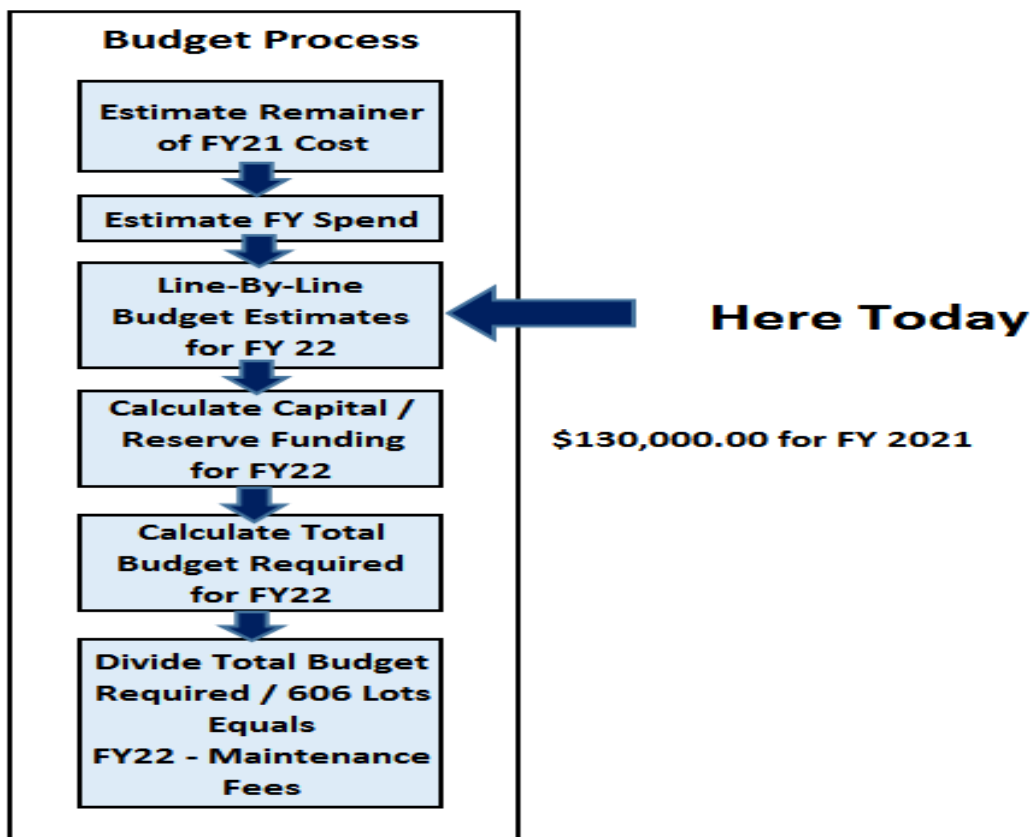 Budget Process
Estimate Remainer
of FY21 Cost
Estimate FY Spend
Line-By-Line
Budget Estimates
for FY 22
Here Today
Calculate Capital /
Reserve Funding
for FY22
$130,000.00 for FY 2021
Calculate Total
Budget Required
for FY22
Divide Total Budget
Required / 606 Lots
Equals
FY22 - Maintenance
Fees